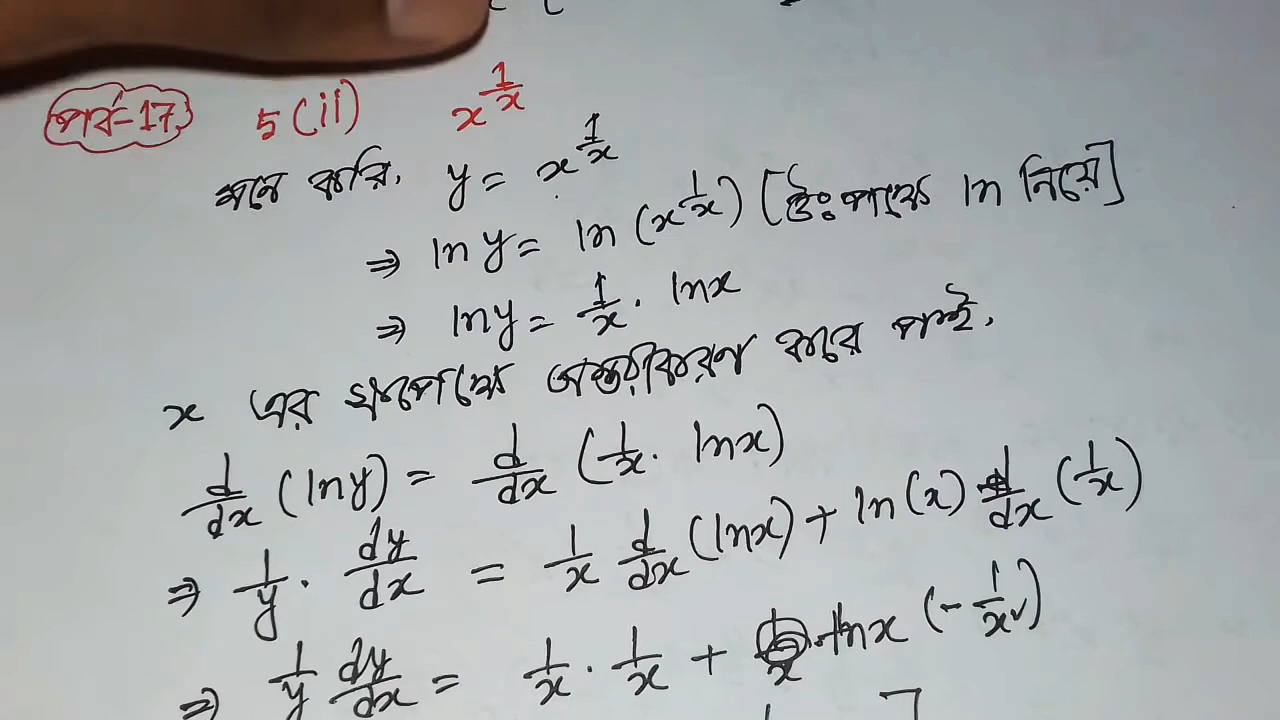 পর্ব-17 5(ii) x^{1/x}
মনে করি, y = x^{1/x}
⇒ ln y = ln (x^{1/x}) [উঃপক্ষে ln নিয়ে]
⇒ ln y = 1/x · ln x
x এর সাপেক্ষে অন্তরীকরণ করে পাই,
d/dx (ln y) = d/dx (1/x · ln x)
⇒ 1/y · dy/dx = 1/x d/dx (ln x) + ln(x) d/dx (1/x)
⇒ 1/y dy/dx = 1/x · 1/x + ln x (- 1/x²)